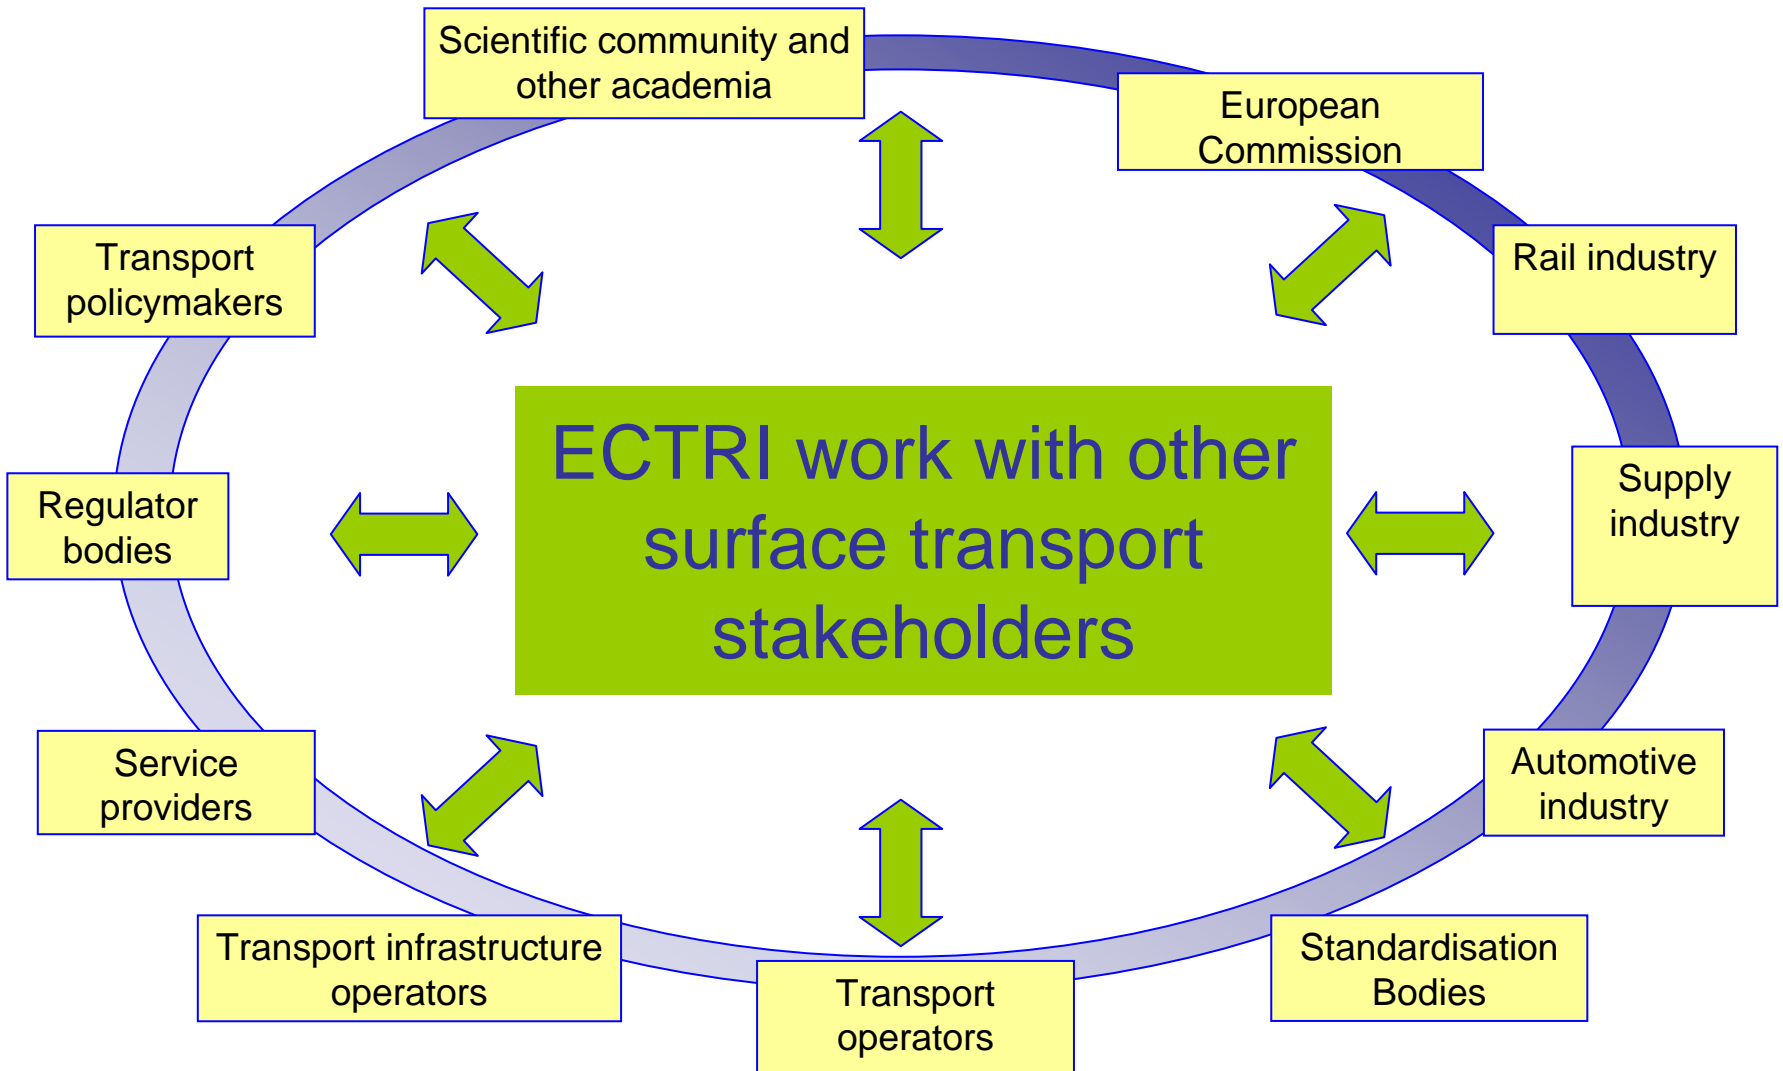 Scientific community and
other academia
European
Commission
Transport
policymakers
Rail industry
ECTRI work with other
surface transport
stakeholders
Regulator
bodies
Supply
industry
Service
providers
Automotive
industry
Transport infrastructure
operators
Transport
operators
Standardisation
Bodies